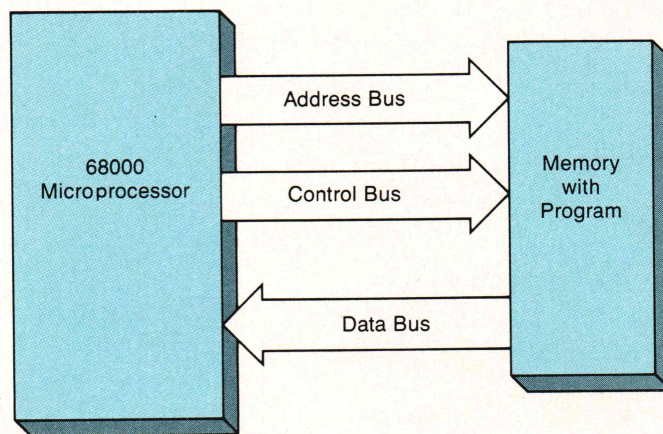 68000
Microprocessor
Address Bus
Control Bus
Data Bus
Memory
with
Program